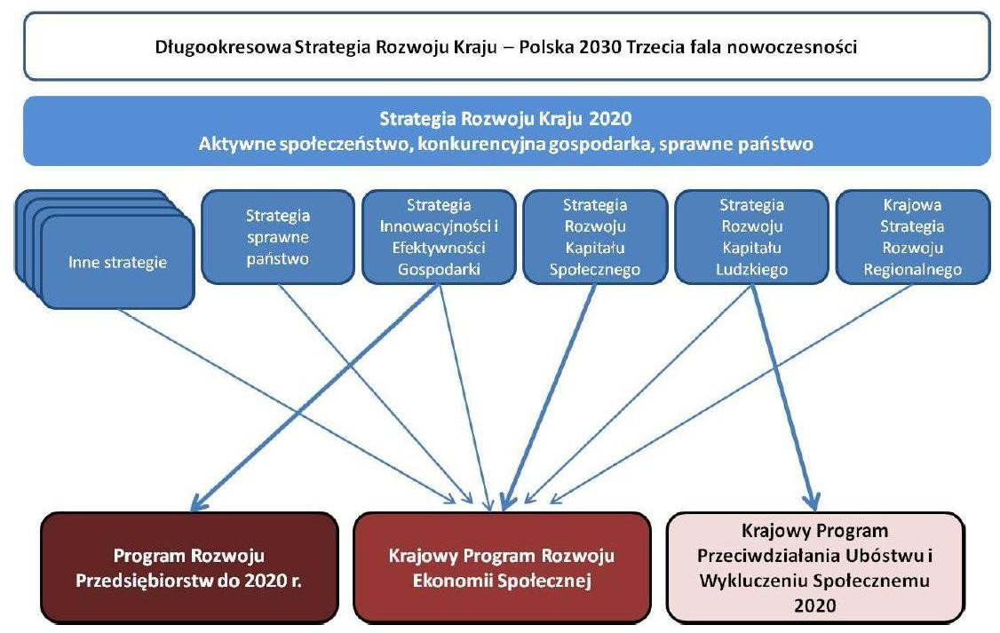 Długookresowa Strategia Rozwoju Kraju – Polska 2030 Trzecia fala nowoczesności
Strategia Rozwoju Kraju 2020
Aktywne społeczeństwo, konkurencyjna gospodarka, sprawne państwo
Inne strategie
Strategia
sprawne
państwo
Strategia
Innowacyjności i
Efektywności
Gospodarki
Strategia
Rozwoju
Kapitału
Społecznego
Strategia
Rozwoju
Kapitału
Ludzkiego
Krajowa
Strategia
Rozwoju
Regionalnego
Program Rozwoju
Przedsiębiorstw do 2020 r.
Krajowy Program Rozwoju
Ekonomii Społecznej
Krajowy Program
Przeciwdziałania Ubóstwu i
Wykluczeniu Społecznemu
2020